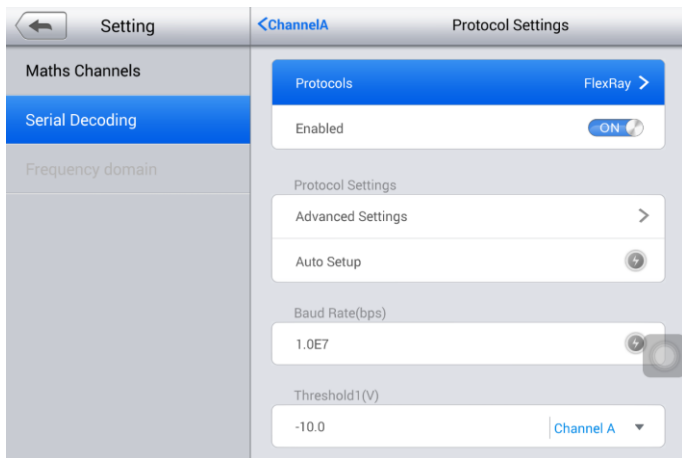 Setting
ChannelA
Protocol Settings
Maths Channels
Serial Decoding
Frequency domain
Protocols
FlexRay
Enabled
ON
Protocol Settings
Advanced Settings
Auto Setup
Baud Rate(bps)
1.0E7
Threshold1(V)
-10.0
Channel A